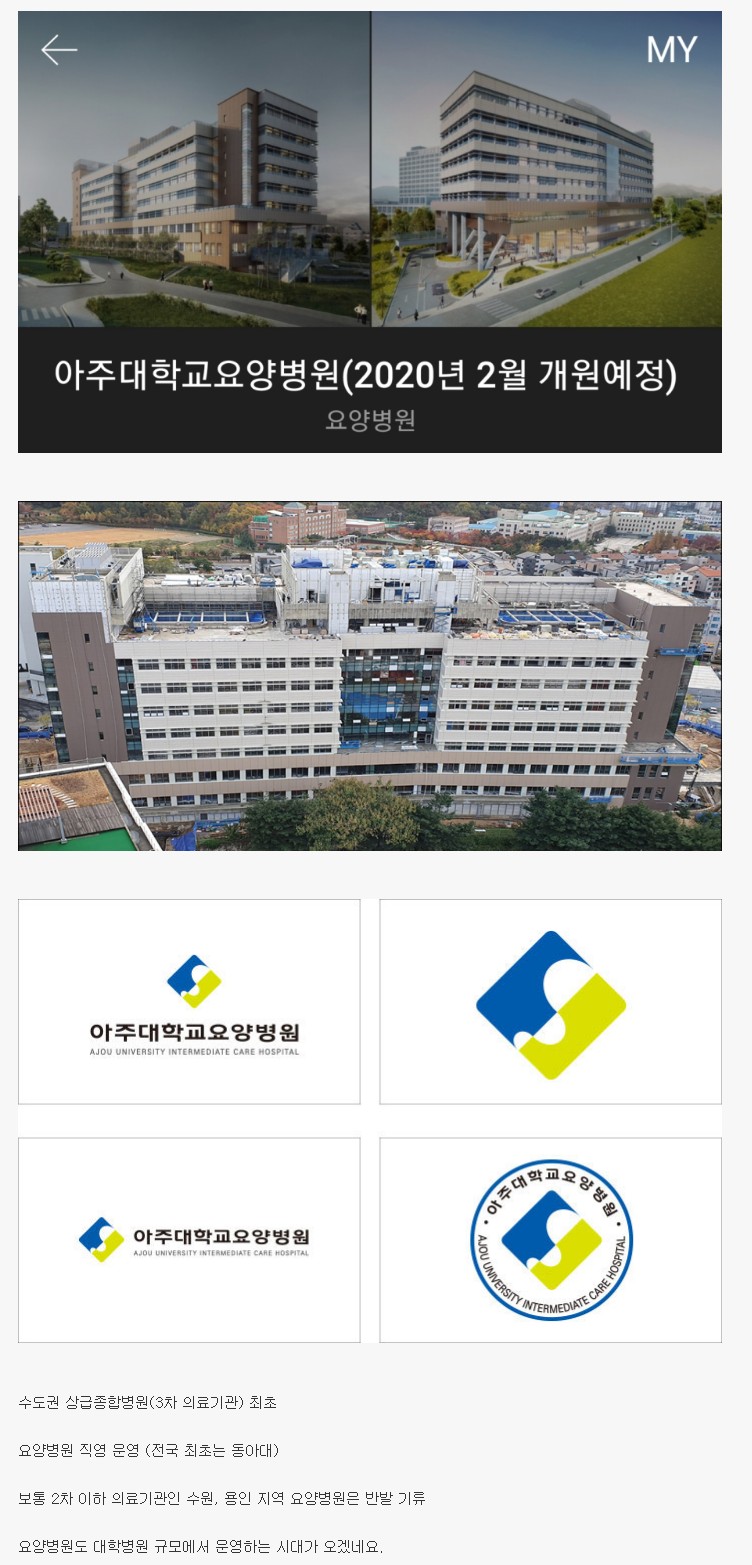 MY
아주대학교요양병원(2020년 2월 개원예정)
요양병원
아주대학교요양병원
AJOU UNIVERSITY INTERMEDIATE CARE HOSPITAL
아주대학교요양병원
AJOU UNIVERSITY INTERMEDIATE CARE HOSPITAL
• 아주대학교요양병원 •
AJOU UNIVERSITY INTERMEDIATE CARE HOSPITAL
수도권 상급종합병원(3차 의료기관) 최초
요양병원 직영 운영 (전국 최초는 동아대)
보통 2차 이하 의료기관인 수원, 용인 지역 요양병원은 반발 기류
요양병원도 대학병원 규모에서 운영하는 시대가 오겠네요.